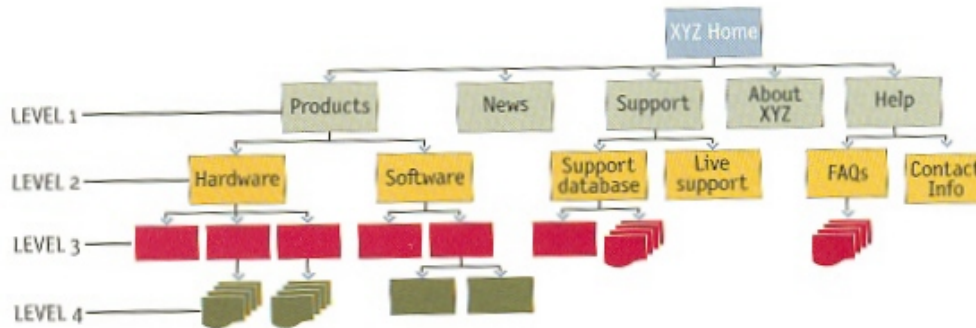 XYZ Home
LEVEL 1
Products
News
Support
About
XYZ
Help
LEVEL 2
Hardware
Software
Support
database
Live
support
FAQs
Contact
Info
LEVEL 3
LEVEL 4